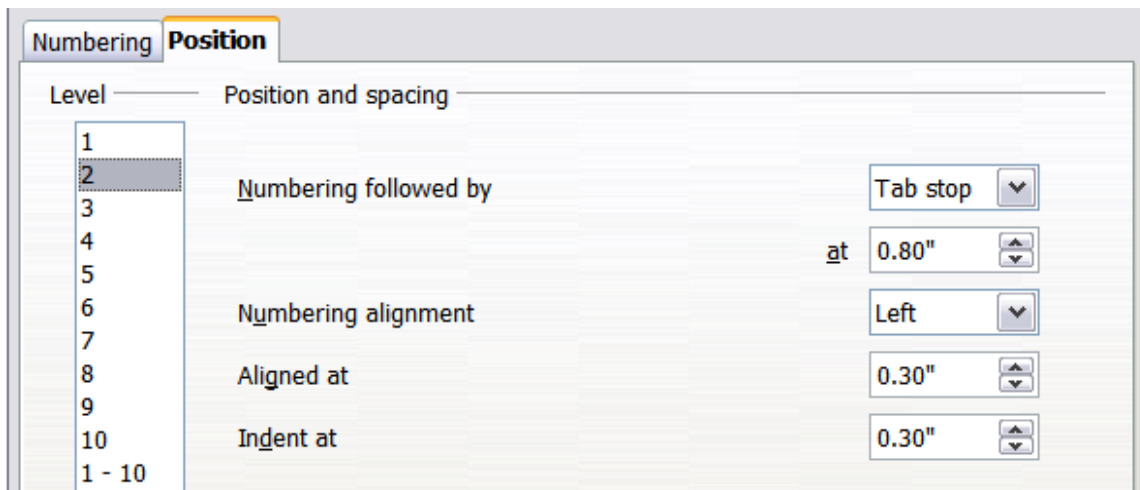 Numbering Position
Level Position and spacing
1
2
3
4
5
6
7
8
9
10
1 - 10
Numbering followed by Tab stop
at 0.80"
Numbering alignment Left
Aligned at 0.30"
Indent at 0.30"